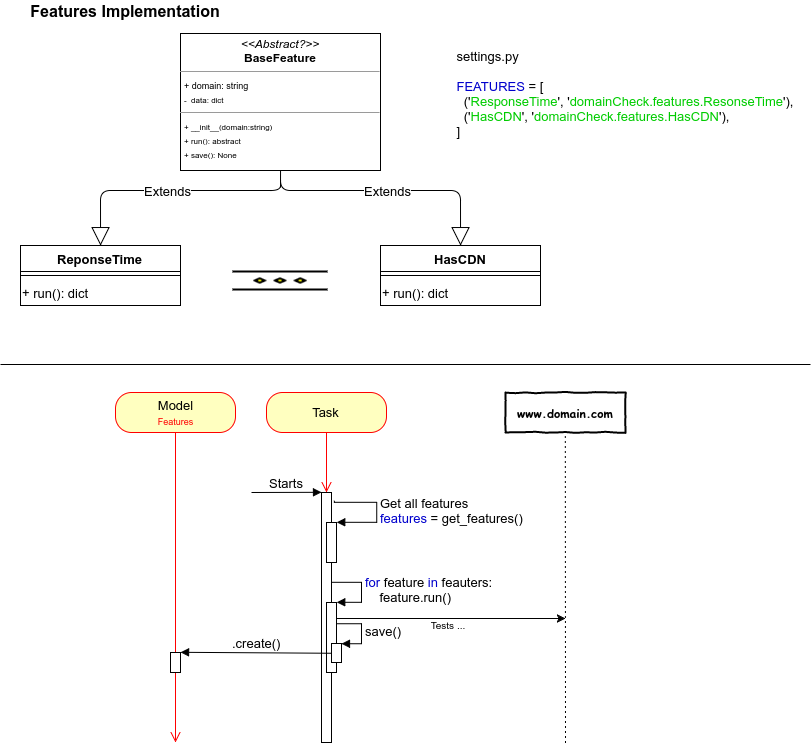 Features Implementation
<<Abstract?>>
BaseFeature
+ domain: string
- data: dict
+ __init__(domain:string)
+ run(): abstract
+ save(): None
settings.py
FEATURES = [
('ResponseTime', 'domainCheck.features.ResonseTime'),
('HasCDN', 'domainCheck.features.HasCDN'),
]
Extends
Extends
ReponseTime
+ run(): dict
HasCDN
+ run(): dict
Model
Features
Task
www.domain.com
Starts
Get all features
features = get_features()
for feature in feauters:
feature.run()
Tests ...
save()
.create()